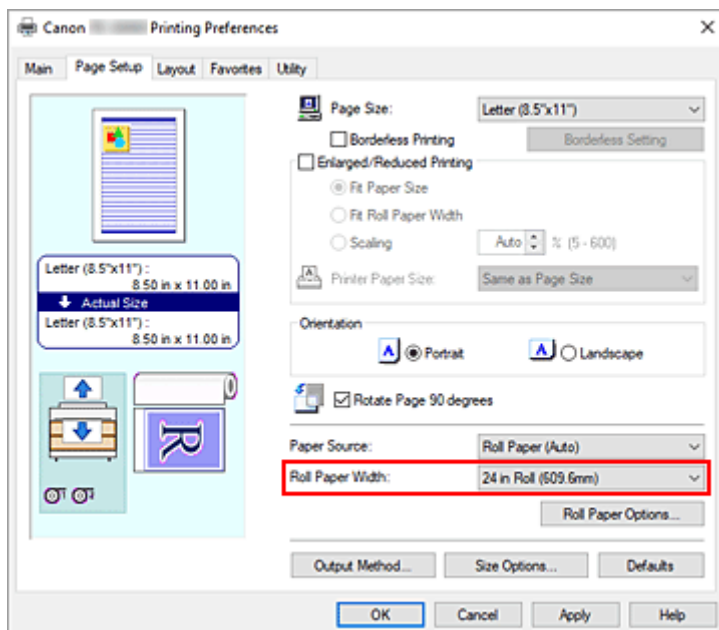 Canon Printing Preferences
Main Page Setup Layout Favorites Utility
Page Size: Letter (8.5"x11")
Borderless Printing Borderless Setting
Enlarged/Reduced Printing
Fit Paper Size
Fit Roll Paper Width
Scaling Auto % (5 - 600)
Printer Paper Size: Same as Page Size
Letter (8.5"x11") :
8.50 in x 11.00 in
Actual Size
Letter (8.5"x11") :
8.50 in x 11.00 in
Orientation
A Portrait A Landscape
Rotate Page 90 degrees
R
Paper Source: Roll Paper (Auto)
Roll Paper Width: 24 in Roll (609.6mm)
Roll Paper Options...
Output Method... Size Options... Defaults
OK Cancel Apply Help